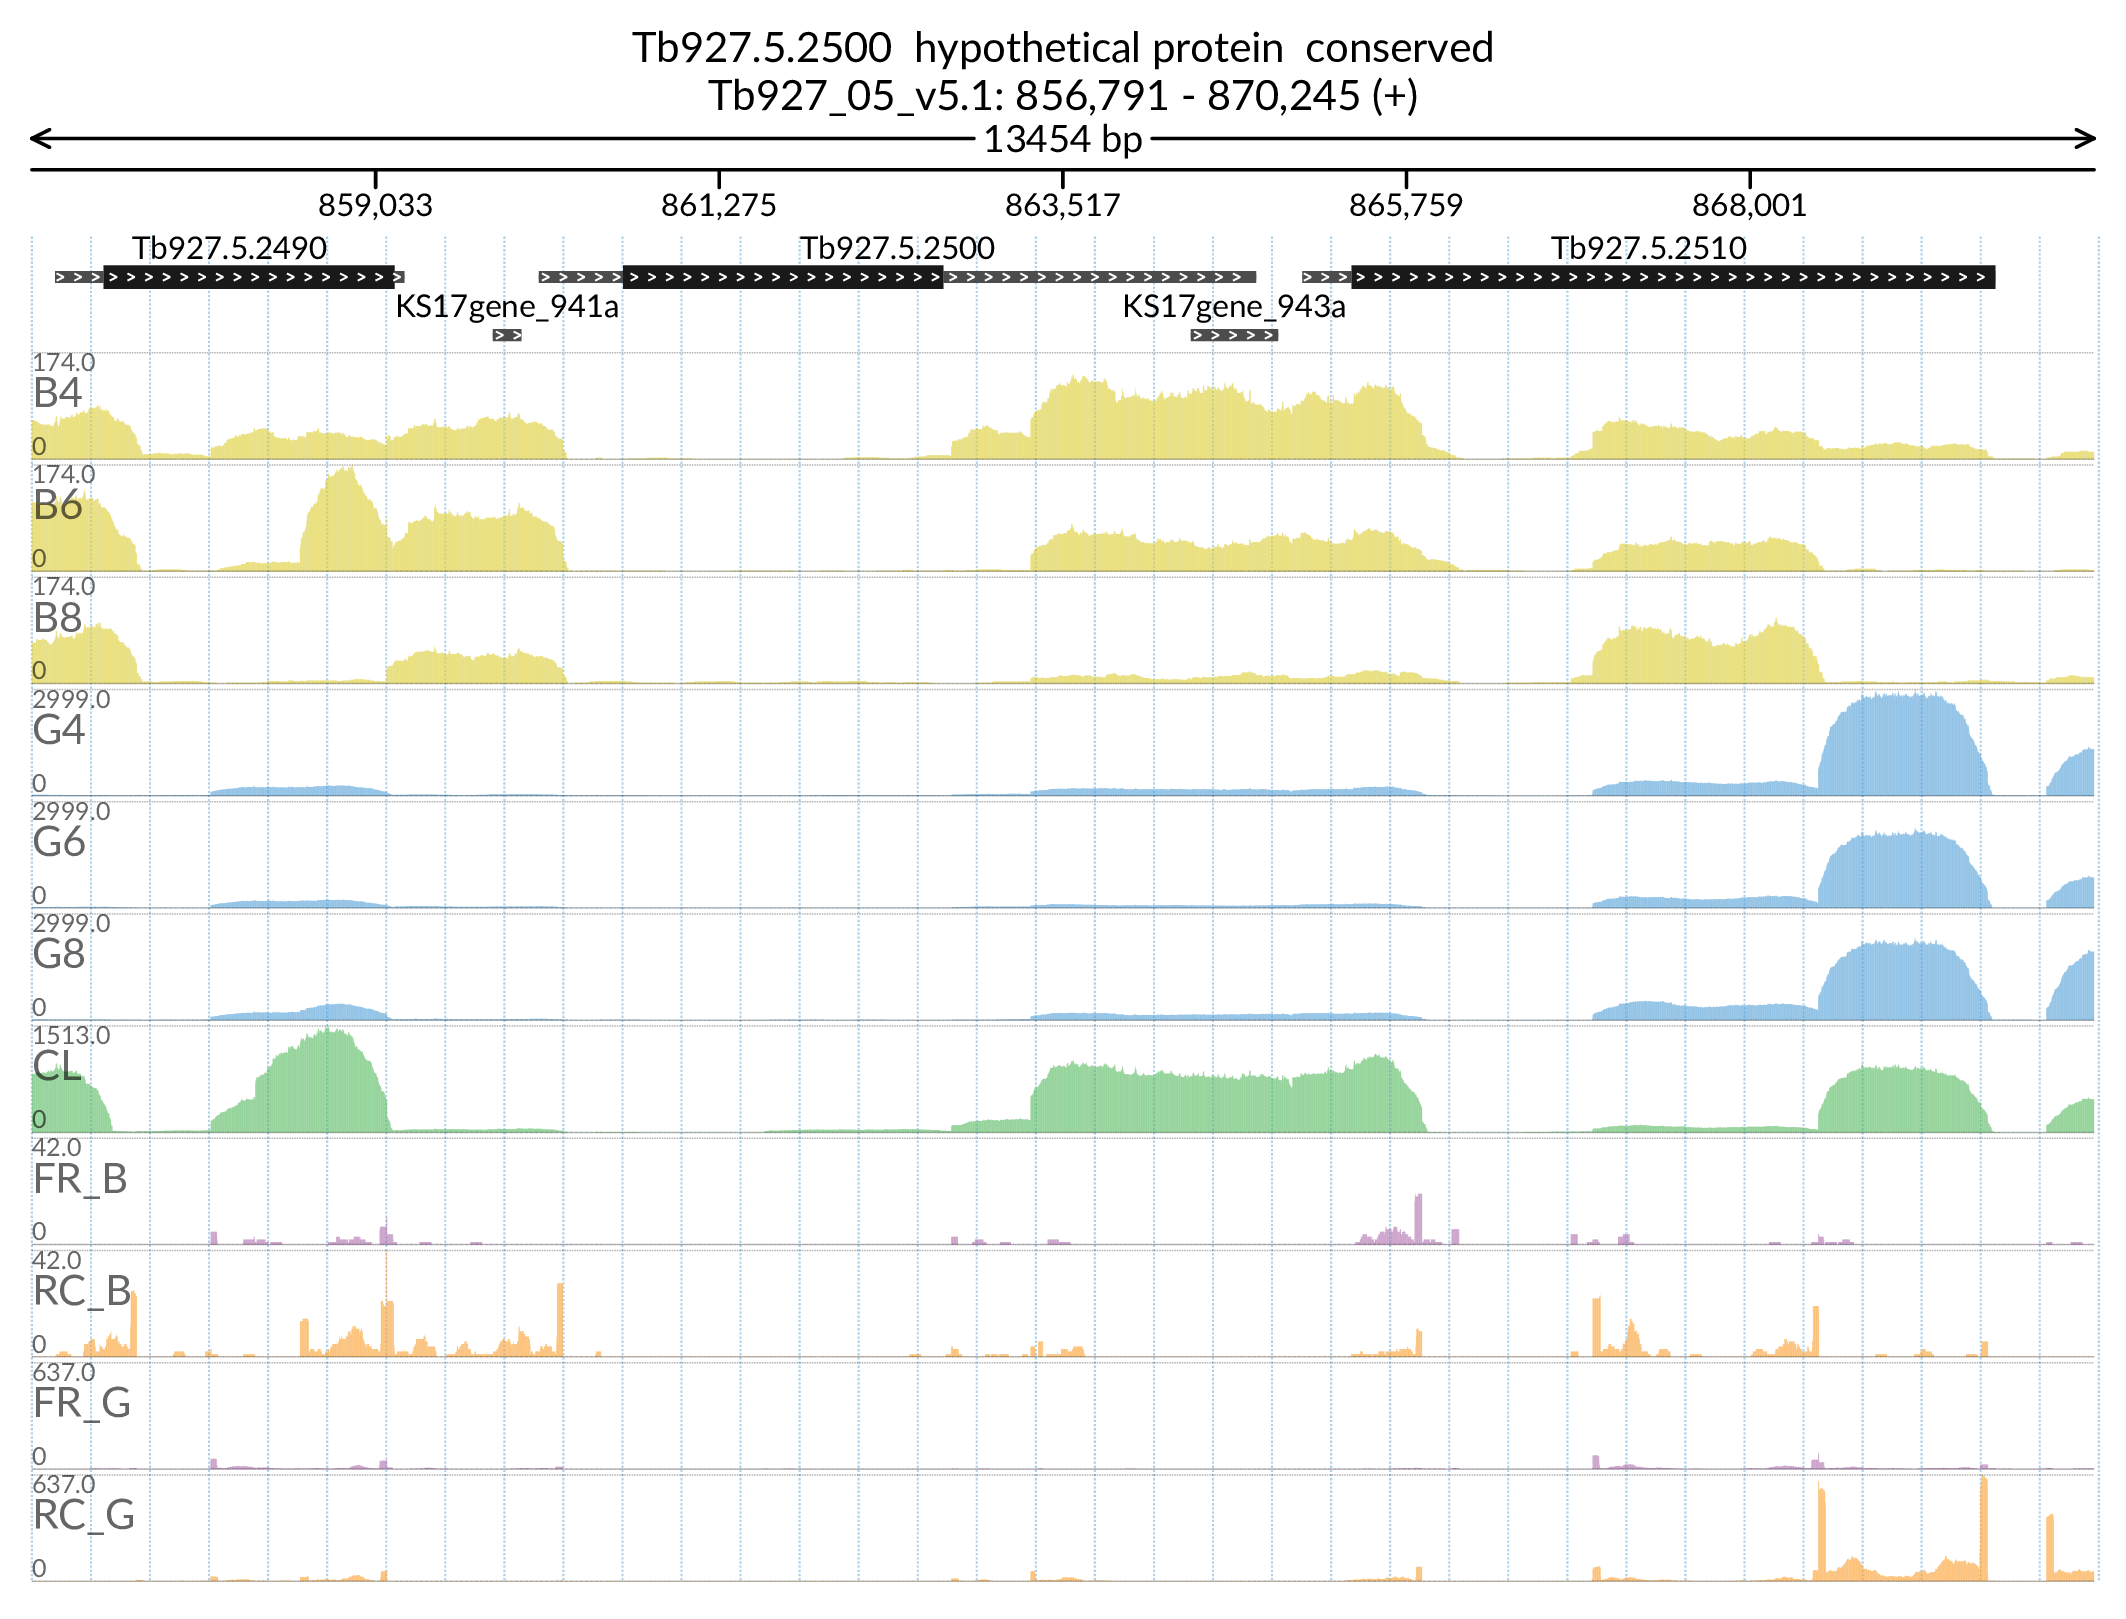 Tb927.5.2500  hypothetical protein  conserved
Tb927_05_v5.1: 856,791 - 870,245 (+)
13454 bp
859,033 861,275 863,517 865,759 868,001
Tb927.5.2490 Tb927.5.2500 Tb927.5.2510
KS17gene_941a KS17gene_943a
174.0
B4
0
174.0
B6
0
174.0
B8
0
2999.0
G4
0
2999.0
G6
0
2999.0
G8
0
1513.0
CL
0
42.0
FR_B
0
42.0
RC_B
0
637.0
FR_G
0
637.0
RC_G
0